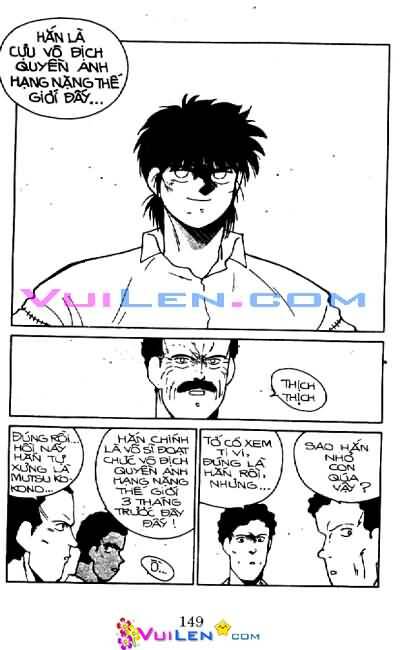 HẮN LÀ
CỰU VÔ ĐỊCH
QUYỀN ANH
HẠNG NẶNG THẾ
GIỚI ĐẤY...
VUILEN.COM
THỊCH
THỊCH
ĐÚNG RỒI...
HỒI NÃY
HẮN TỰ
XƯNG LÀ
MUTSU KO-
KONO...
HẮN CHÍNH
LÀ VÕ SĨ ĐOẠT
CHỨC VÔ ĐỊCH
QUYỀN ANH
HẠNG NẶNG
THẾ GIỚI
3 THÁNG
TRƯỚC ĐÂY
ĐẤY!
Ồ...
TỚ CÓ XEM
TI VI,
ĐÚNG LÀ
HẮN RỒI,
NHƯNG...
SAO HẮN
NHỎ
CON
QÚA
VẬY?
149
VUILEN.COM